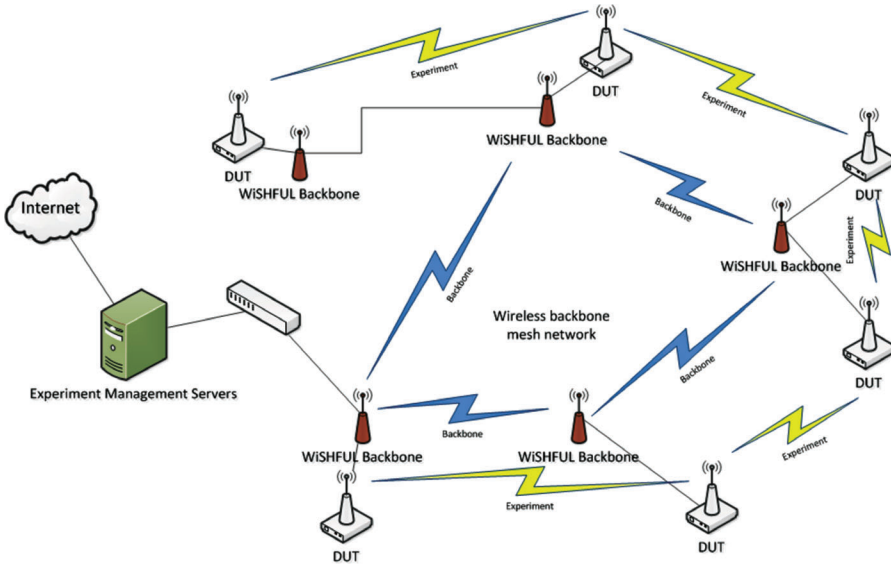 Experiment
DUT
Experiment
WiSHFUL Backbone
DUT
WiSHFUL Backbone
DUT
Internet
Backbone
Experiment
WiSHFUL Backbone
Backbone
Wireless backbone
mesh network
Backbone
DUT
Experiment Management Servers
Backbone
WiSHFUL Backbone
WiSHFUL Backbone
Experiment
Experiment
DUT
DUT